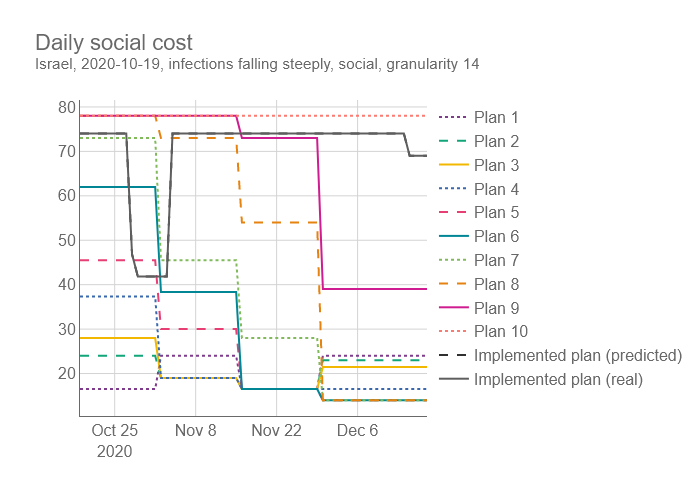 Daily social cost
Israel, 2020-10-19, infections falling steeply, social, granularity 14
80
70
60
50
40
30
20
Oct 25
2020
Nov 8
Nov 22
Dec 6
Plan 1
Plan 2
Plan 3
Plan 4
Plan 5
Plan 6
Plan 7
Plan 8
Plan 9
Plan 10
Implemented plan (predicted)
Implemented plan (real)